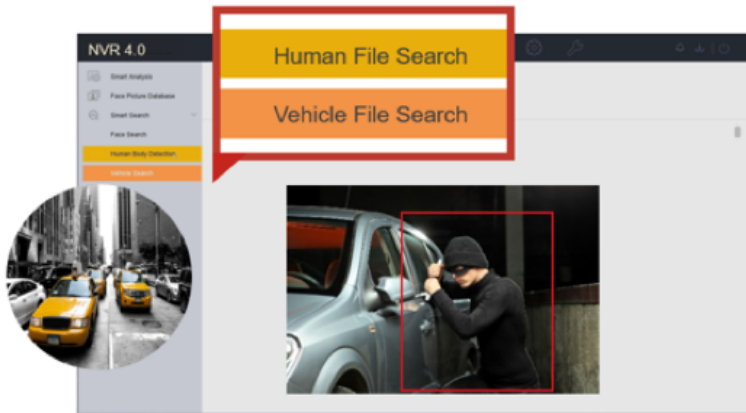 NVR 4.0
Human File Search
Vehicle File Search
Smart Analysis
Face Picture Database
Smart Search
Face Search
Human Body Detection
Vehicle Search